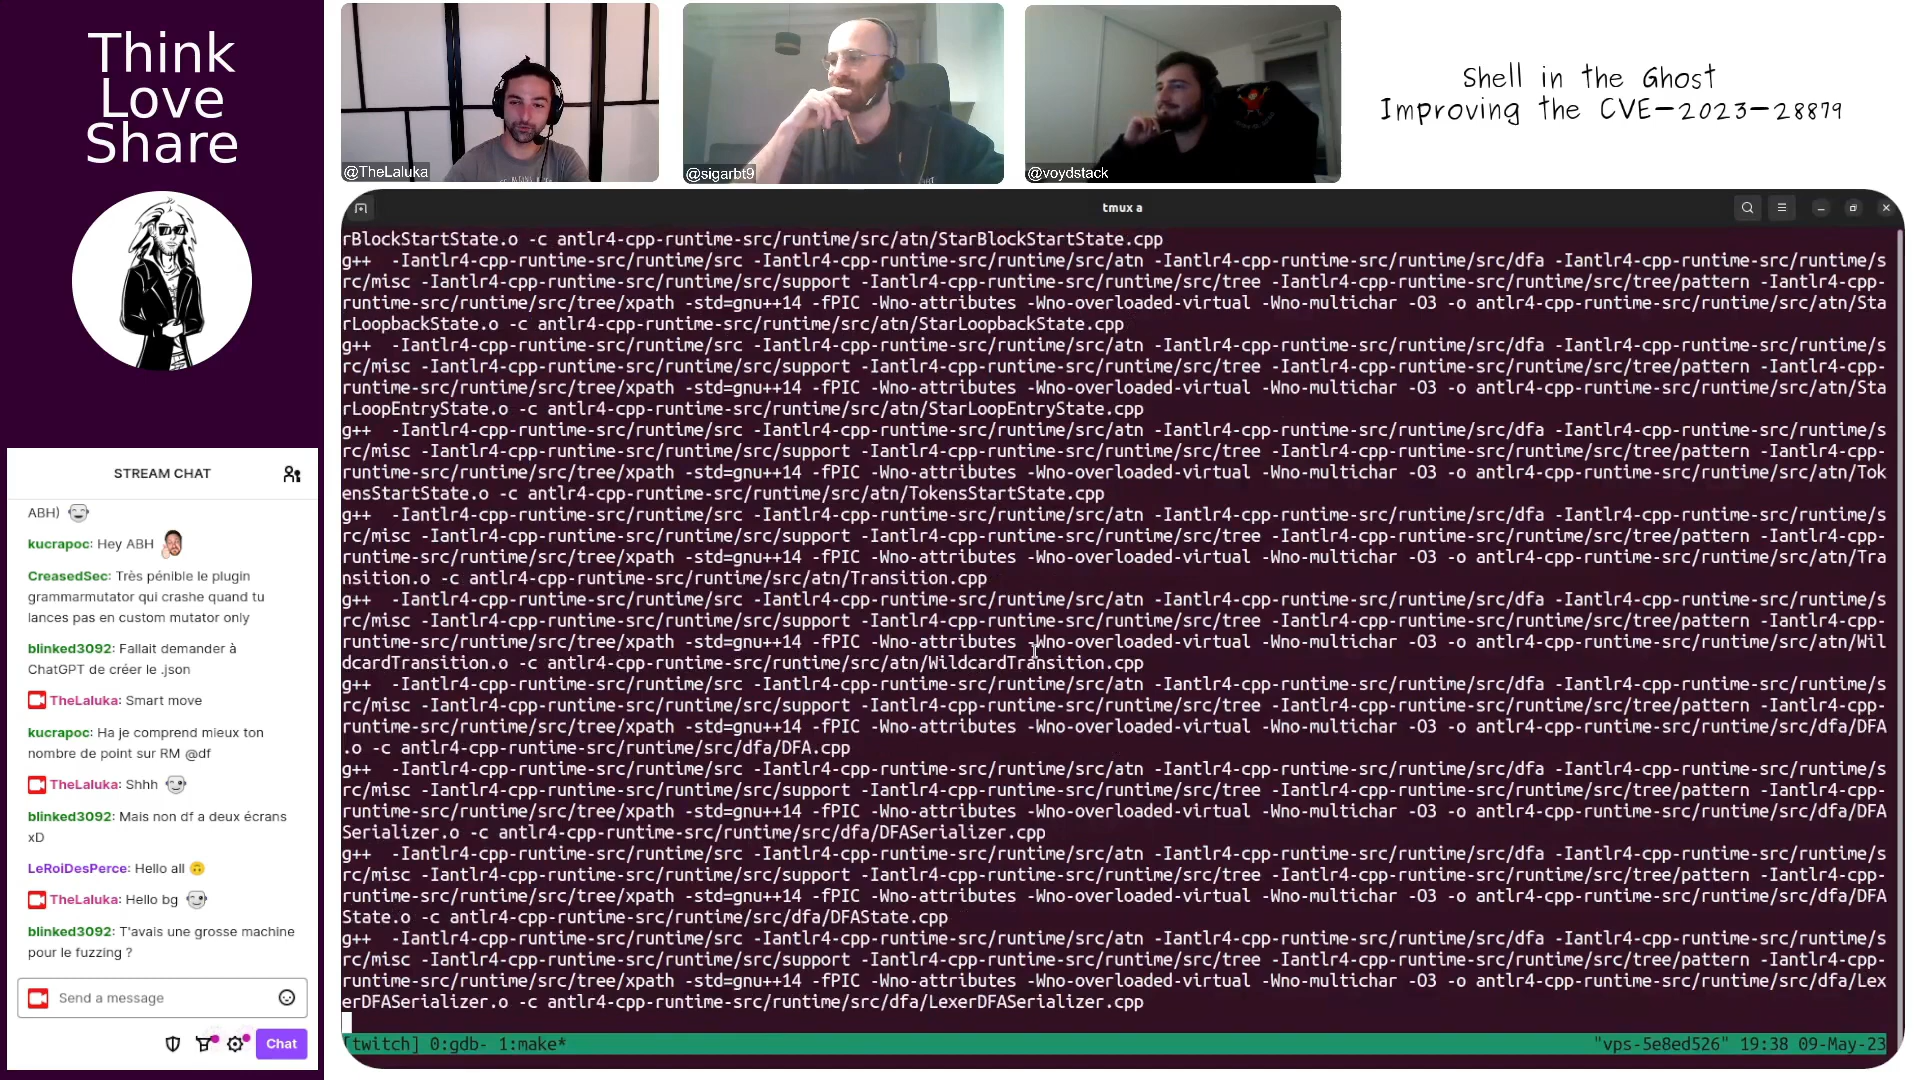 Think
Love
Share
@TheLaluka
@sigarbt9
@voydstack
Shell in the Ghost
Improving the CVE-2023-28879
tmux a
rBlockStartState.o -c antlr4-cpp-runtime-src/runtime/src/atn/StarBlockStartState.cpp
g++  -Iantlr4-cpp-runtime-src/runtime/src -Iantlr4-cpp-runtime-src/runtime/src/atn -Iantlr4-cpp-runtime-src/runtime/src/dfa -Iantlr4-cpp-runtime-src/runtime/s
rc/misc -Iantlr4-cpp-runtime-src/runtime/src/support -Iantlr4-cpp-runtime-src/runtime/src/tree -Iantlr4-cpp-runtime-src/runtime/src/tree/pattern -Iantlr4-cpp-
runtime-src/runtime/src/tree/xpath -std=gnu++14 -fPIC -Wno-attributes -Wno-overloaded-virtual -Wno-multichar -O3 -o antlr4-cpp-runtime-src/runtime/src/atn/Sta
rLoopbackState.o -c antlr4-cpp-runtime-src/runtime/src/atn/StarLoopbackState.cpp
g++  -Iantlr4-cpp-runtime-src/runtime/src -Iantlr4-cpp-runtime-src/runtime/src/atn -Iantlr4-cpp-runtime-src/runtime/src/dfa -Iantlr4-cpp-runtime-src/runtime/s
rc/misc -Iantlr4-cpp-runtime-src/runtime/src/support -Iantlr4-cpp-runtime-src/runtime/src/tree -Iantlr4-cpp-runtime-src/runtime/src/tree/pattern -Iantlr4-cpp-
runtime-src/runtime/src/tree/xpath -std=gnu++14 -fPIC -Wno-attributes -Wno-overloaded-virtual -Wno-multichar -O3 -o antlr4-cpp-runtime-src/runtime/src/atn/Sta
rLoopEntryState.o -c antlr4-cpp-runtime-src/runtime/src/atn/StarLoopEntryState.cpp
g++  -Iantlr4-cpp-runtime-src/runtime/src -Iantlr4-cpp-runtime-src/runtime/src/atn -Iantlr4-cpp-runtime-src/runtime/src/dfa -Iantlr4-cpp-runtime-src/runtime/s
rc/misc -Iantlr4-cpp-runtime-src/runtime/src/support -Iantlr4-cpp-runtime-src/runtime/src/tree -Iantlr4-cpp-runtime-src/runtime/src/tree/pattern -Iantlr4-cpp-
runtime-src/runtime/src/tree/xpath -std=gnu++14 -fPIC -Wno-attributes -Wno-overloaded-virtual -Wno-multichar -O3 -o antlr4-cpp-runtime-src/runtime/src/atn/Tok
ensStartState.o -c antlr4-cpp-runtime-src/runtime/src/atn/TokensStartState.cpp
g++  -Iantlr4-cpp-runtime-src/runtime/src -Iantlr4-cpp-runtime-src/runtime/src/atn -Iantlr4-cpp-runtime-src/runtime/src/dfa -Iantlr4-cpp-runtime-src/runtime/s
rc/misc -Iantlr4-cpp-runtime-src/runtime/src/support -Iantlr4-cpp-runtime-src/runtime/src/tree -Iantlr4-cpp-runtime-src/runtime/src/tree/pattern -Iantlr4-cpp-
runtime-src/runtime/src/tree/xpath -std=gnu++14 -fPIC -Wno-attributes -Wno-overloaded-virtual -Wno-multichar -O3 -o antlr4-cpp-runtime-src/runtime/src/atn/Tra
nsition.o -c antlr4-cpp-runtime-src/runtime/src/atn/Transition.cpp
g++  -Iantlr4-cpp-runtime-src/runtime/src -Iantlr4-cpp-runtime-src/runtime/src/atn -Iantlr4-cpp-runtime-src/runtime/src/dfa -Iantlr4-cpp-runtime-src/runtime/s
rc/misc -Iantlr4-cpp-runtime-src/runtime/src/support -Iantlr4-cpp-runtime-src/runtime/src/tree -Iantlr4-cpp-runtime-src/runtime/src/tree/pattern -Iantlr4-cpp-
runtime-src/runtime/src/tree/xpath -std=gnu++14 -fPIC -Wno-attributes -Wno-overloaded-virtual -Wno-multichar -O3 -o antlr4-cpp-runtime-src/runtime/src/atn/Wil
dcardTransition.o -c antlr4-cpp-runtime-src/runtime/src/atn/WildcardTransition.cpp
g++  -Iantlr4-cpp-runtime-src/runtime/src -Iantlr4-cpp-runtime-src/runtime/src/atn -Iantlr4-cpp-runtime-src/runtime/src/dfa -Iantlr4-cpp-runtime-src/runtime/s
rc/misc -Iantlr4-cpp-runtime-src/runtime/src/support -Iantlr4-cpp-runtime-src/runtime/src/tree -Iantlr4-cpp-runtime-src/runtime/src/tree/pattern -Iantlr4-cpp-
runtime-src/runtime/src/tree/xpath -std=gnu++14 -fPIC -Wno-attributes -Wno-overloaded-virtual -Wno-multichar -O3 -o antlr4-cpp-runtime-src/runtime/src/dfa/DFA
.o -c antlr4-cpp-runtime-src/runtime/src/dfa/DFA.cpp
g++  -Iantlr4-cpp-runtime-src/runtime/src -Iantlr4-cpp-runtime-src/runtime/src/atn -Iantlr4-cpp-runtime-src/runtime/src/dfa -Iantlr4-cpp-runtime-src/runtime/s
rc/misc -Iantlr4-cpp-runtime-src/runtime/src/support -Iantlr4-cpp-runtime-src/runtime/src/tree -Iantlr4-cpp-runtime-src/runtime/src/tree/pattern -Iantlr4-cpp-
runtime-src/runtime/src/tree/xpath -std=gnu++14 -fPIC -Wno-attributes -Wno-overloaded-virtual -Wno-multichar -O3 -o antlr4-cpp-runtime-src/runtime/src/dfa/DFA
Serializer.o -c antlr4-cpp-runtime-src/runtime/src/dfa/DFASerializer.cpp
g++  -Iantlr4-cpp-runtime-src/runtime/src -Iantlr4-cpp-runtime-src/runtime/src/atn -Iantlr4-cpp-runtime-src/runtime/src/dfa -Iantlr4-cpp-runtime-src/runtime/s
rc/misc -Iantlr4-cpp-runtime-src/runtime/src/support -Iantlr4-cpp-runtime-src/runtime/src/tree -Iantlr4-cpp-runtime-src/runtime/src/tree/pattern -Iantlr4-cpp-
runtime-src/runtime/src/tree/xpath -std=gnu++14 -fPIC -Wno-attributes -Wno-overloaded-virtual -Wno-multichar -O3 -o antlr4-cpp-runtime-src/runtime/src/dfa/DFA
State.o -c antlr4-cpp-runtime-src/runtime/src/dfa/DFAState.cpp
g++  -Iantlr4-cpp-runtime-src/runtime/src -Iantlr4-cpp-runtime-src/runtime/src/atn -Iantlr4-cpp-runtime-src/runtime/src/dfa -Iantlr4-cpp-runtime-src/runtime/s
rc/misc -Iantlr4-cpp-runtime-src/runtime/src/support -Iantlr4-cpp-runtime-src/runtime/src/tree -Iantlr4-cpp-runtime-src/runtime/src/tree/pattern -Iantlr4-cpp-
runtime-src/runtime/src/tree/xpath -std=gnu++14 -fPIC -Wno-attributes -Wno-overloaded-virtual -Wno-multichar -O3 -o antlr4-cpp-runtime-src/runtime/src/dfa/Lex
erDFASerializer.o -c antlr4-cpp-runtime-src/runtime/src/dfa/LexerDFASerializer.cpp
[twitch] 0:gdb- 1:make* "vps-5e8ed526" 19:38 09-May-23
STREAM CHAT
ABH)
kucrapoc: Hey ABH
CreasedSec: Très pénible le plugin
grammarmutator qui crashe quand tu
lances pas en custom mutator only
blinked3092: Fallait demander à
ChatGPT de créer le .json
TheLaluka: Smart move
kucrapoc: Ha je comprend mieux ton
nombre de point sur RM @df
TheLaluka: Shhh
blinked3092: Mais non df a deux écrans
xD
LeRoiDesPerce: Hello all 🙃
TheLaluka: Hello bg
blinked3092: T'avais une grosse machine
pour le fuzzing ?
Send a message
Chat